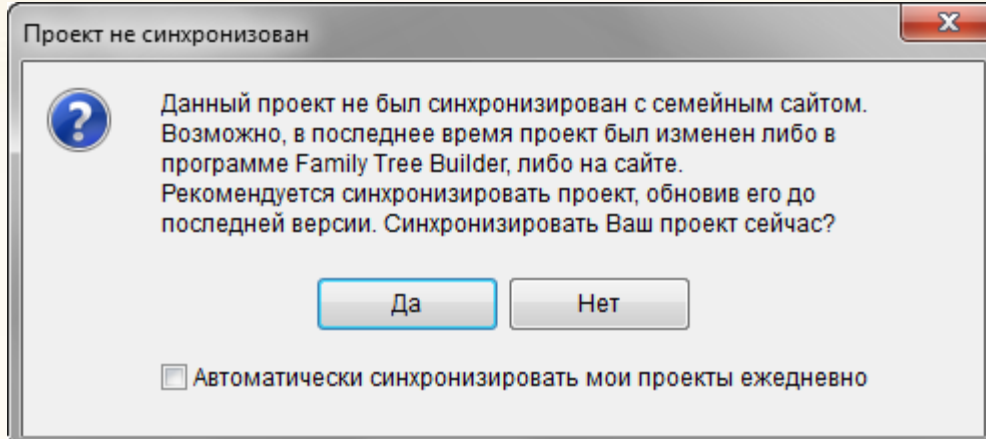 Проект не синхронизован
Данный проект не был синхронизирован с семейным сайтом.
Возможно, в последнее время проект был изменен либо в
программе Family Tree Builder, либо на сайте.
Рекомендуется синхронизировать проект, обновив его до
последней версии. Синхронизировать Ваш проект сейчас?
Да
Нет
Автоматически синхронизировать мои проекты ежедневно